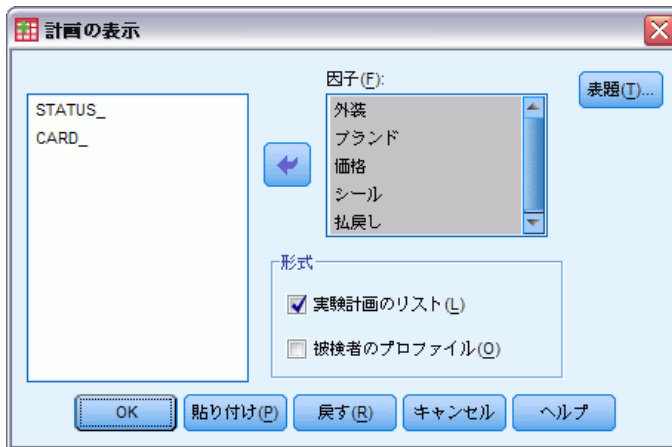 計画の表示
因子(F):
表題(T)...
STATUS_
CARD_
外装
ブランド
価格
シール
払戻し
形式
実験計画のリスト(L)
被検者のプロファイル(O)
OK
貼り付け(P)
戻す(R)
キャンセル
ヘルプ